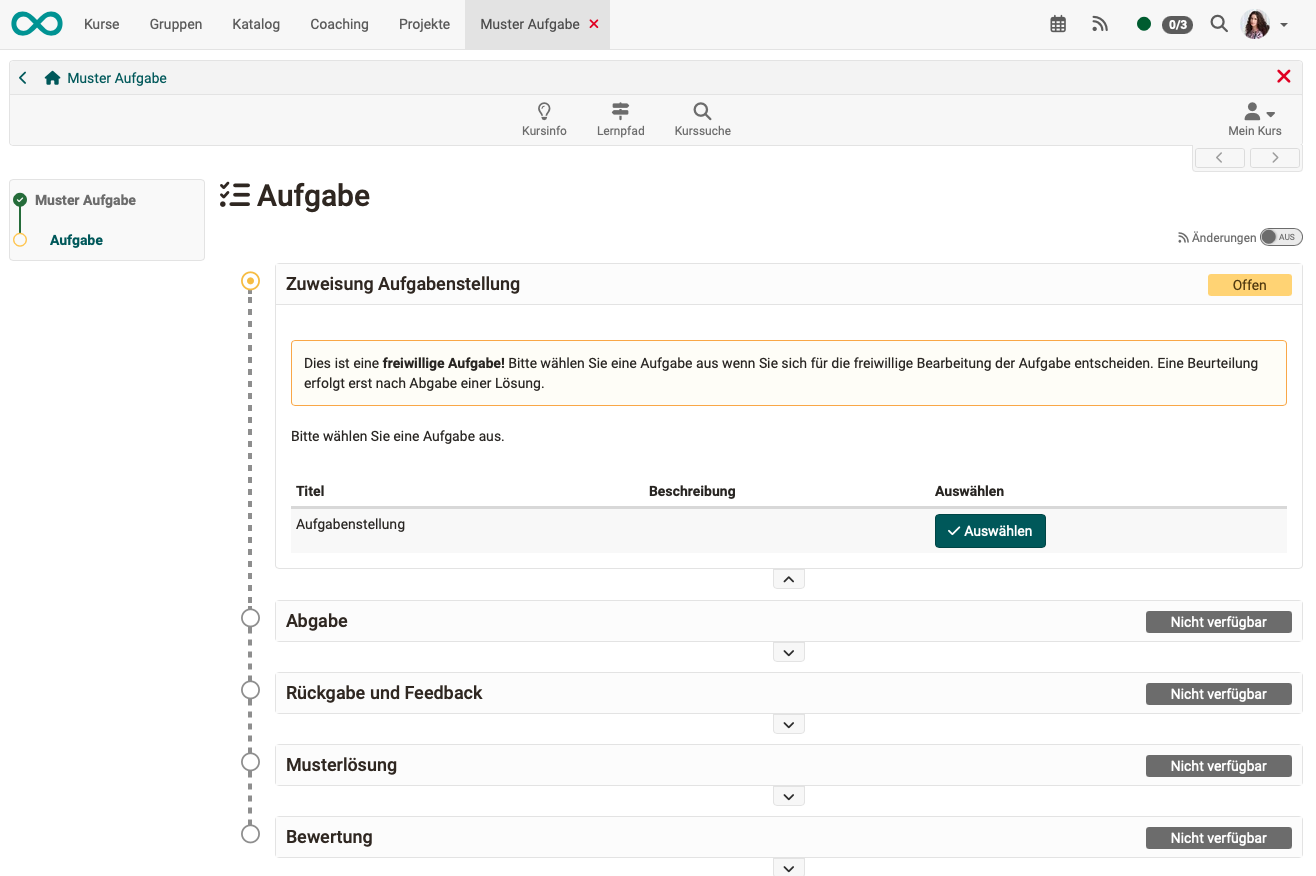 Kurse Gruppen Katalog Coaching Projekte Muster Aufgabe 0/3
Muster Aufgabe
Kursinfo Lernpfad Kurssuche Mein Kurs
Muster Aufgabe
Aufgabe
Aufgabe
Änderungen AUS
Zuweisung Aufgabenstellung Offen
Dies ist eine freiwillige Aufgabe! Bitte wählen Sie eine Aufgabe aus wenn Sie sich für die freiwillige Bearbeitung der Aufgabe entscheiden. Eine Beurteilung
erfolgt erst nach Abgabe einer Lösung.
Bitte wählen Sie eine Aufgabe aus.
Titel Beschreibung Auswählen
Aufgabenstellung Auswählen
Abgabe Nicht verfügbar
Rückgabe und Feedback Nicht verfügbar
Musterlösung Nicht verfügbar
Bewertung Nicht verfügbar